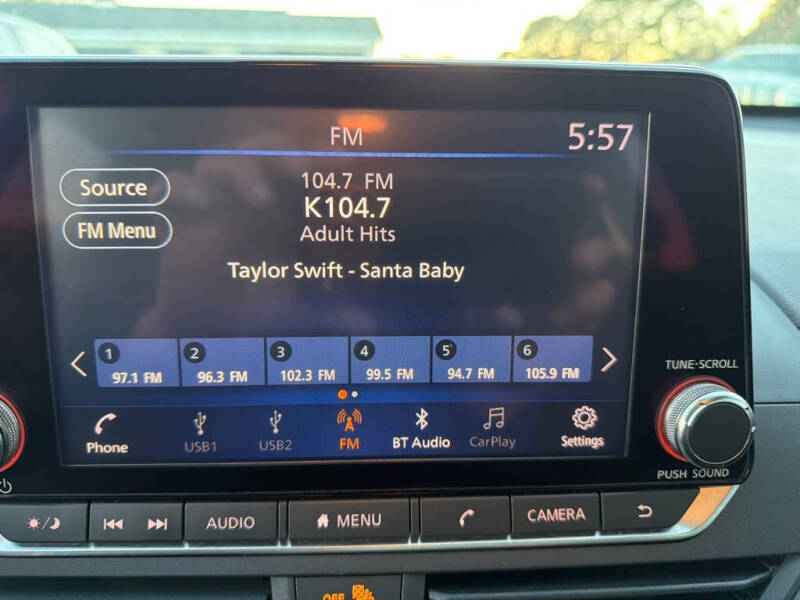 FM
5:57
Source
FM Menu
104.7 FM
K104.7
Adult Hits
Taylor Swift - Santa Baby
1 2 3 4 5 6
97.1 FM 96.3 FM 102.3 FM 99.5 FM 94.7 FM 105.9 FM
Phone USB1 USB2 FM BT Audio CarPlay Settings
TUNE·SCROLL
PUSH SOUND
AUDIO MENU CAMERA
OFF